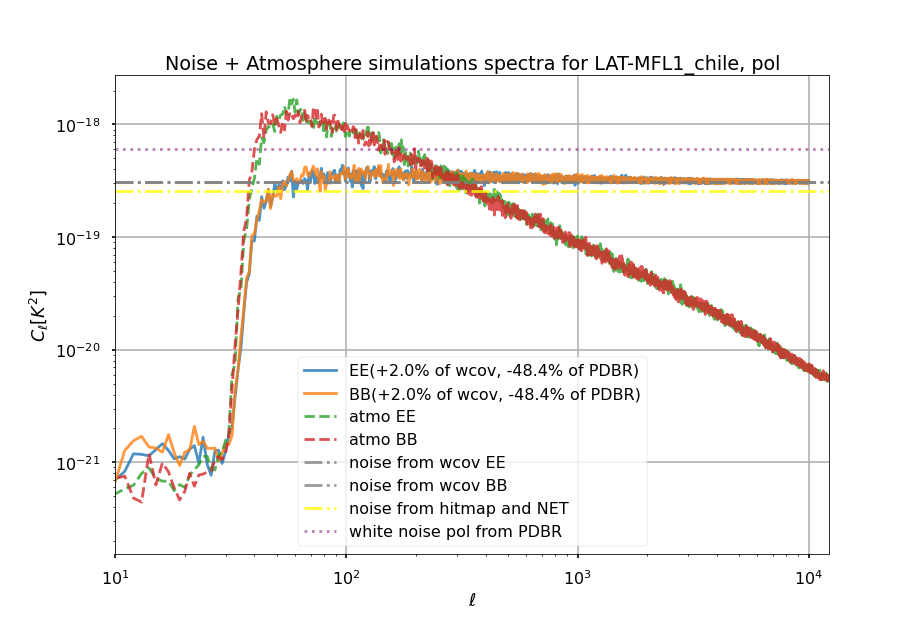 Noise + Atmosphere simulations spectra for LAT-MFL1_chile, pol
C_ℓ[K²]
10⁻¹⁸
10⁻¹⁹
10⁻²⁰
10⁻²¹
EE(+2.0% of wcov, -48.4% of PDBR)
BB(+2.0% of wcov, -48.4% of PDBR)
atmo EE
atmo BB
noise from wcov EE
noise from wcov BB
noise from hitmap and NET
white noise pol from PDBR
10¹ 10² 10³ 10⁴
ℓ